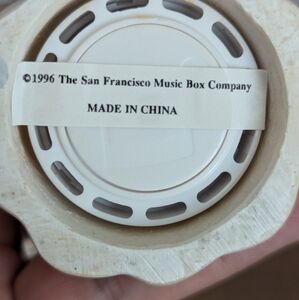 ©1996 The San Francisco Music Box Company
MADE IN CHINA